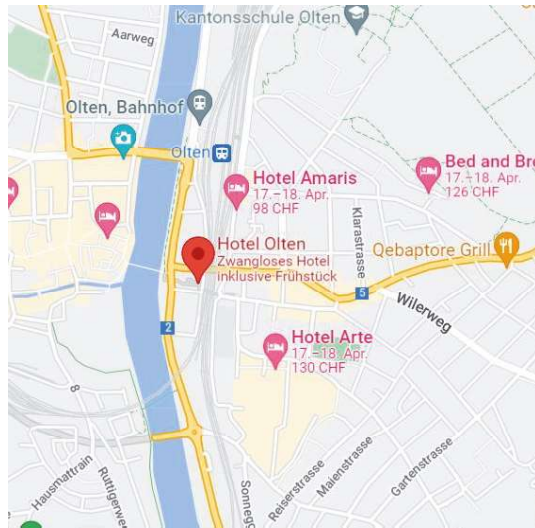 Kantonsschule Olten
Aarweg
Olten, Bahnhof
Olten
Hotel Amaris
17.–18. Apr.
98 CHF
Bed and Bre
17.–18. Apr.
126 CHF
Klarastrasse
Hotel Olten
Zwangloses Hotel
inklusive Frühstück
Qebaptore Grill...
5
Wilerweg
2
Hotel Arte
17.–18. Apr.
130 CHF
8
Hausmattrain
Rüttigerweg
Sonneg
Reiserstrasse
Maienstrasse
Gartenstrasse